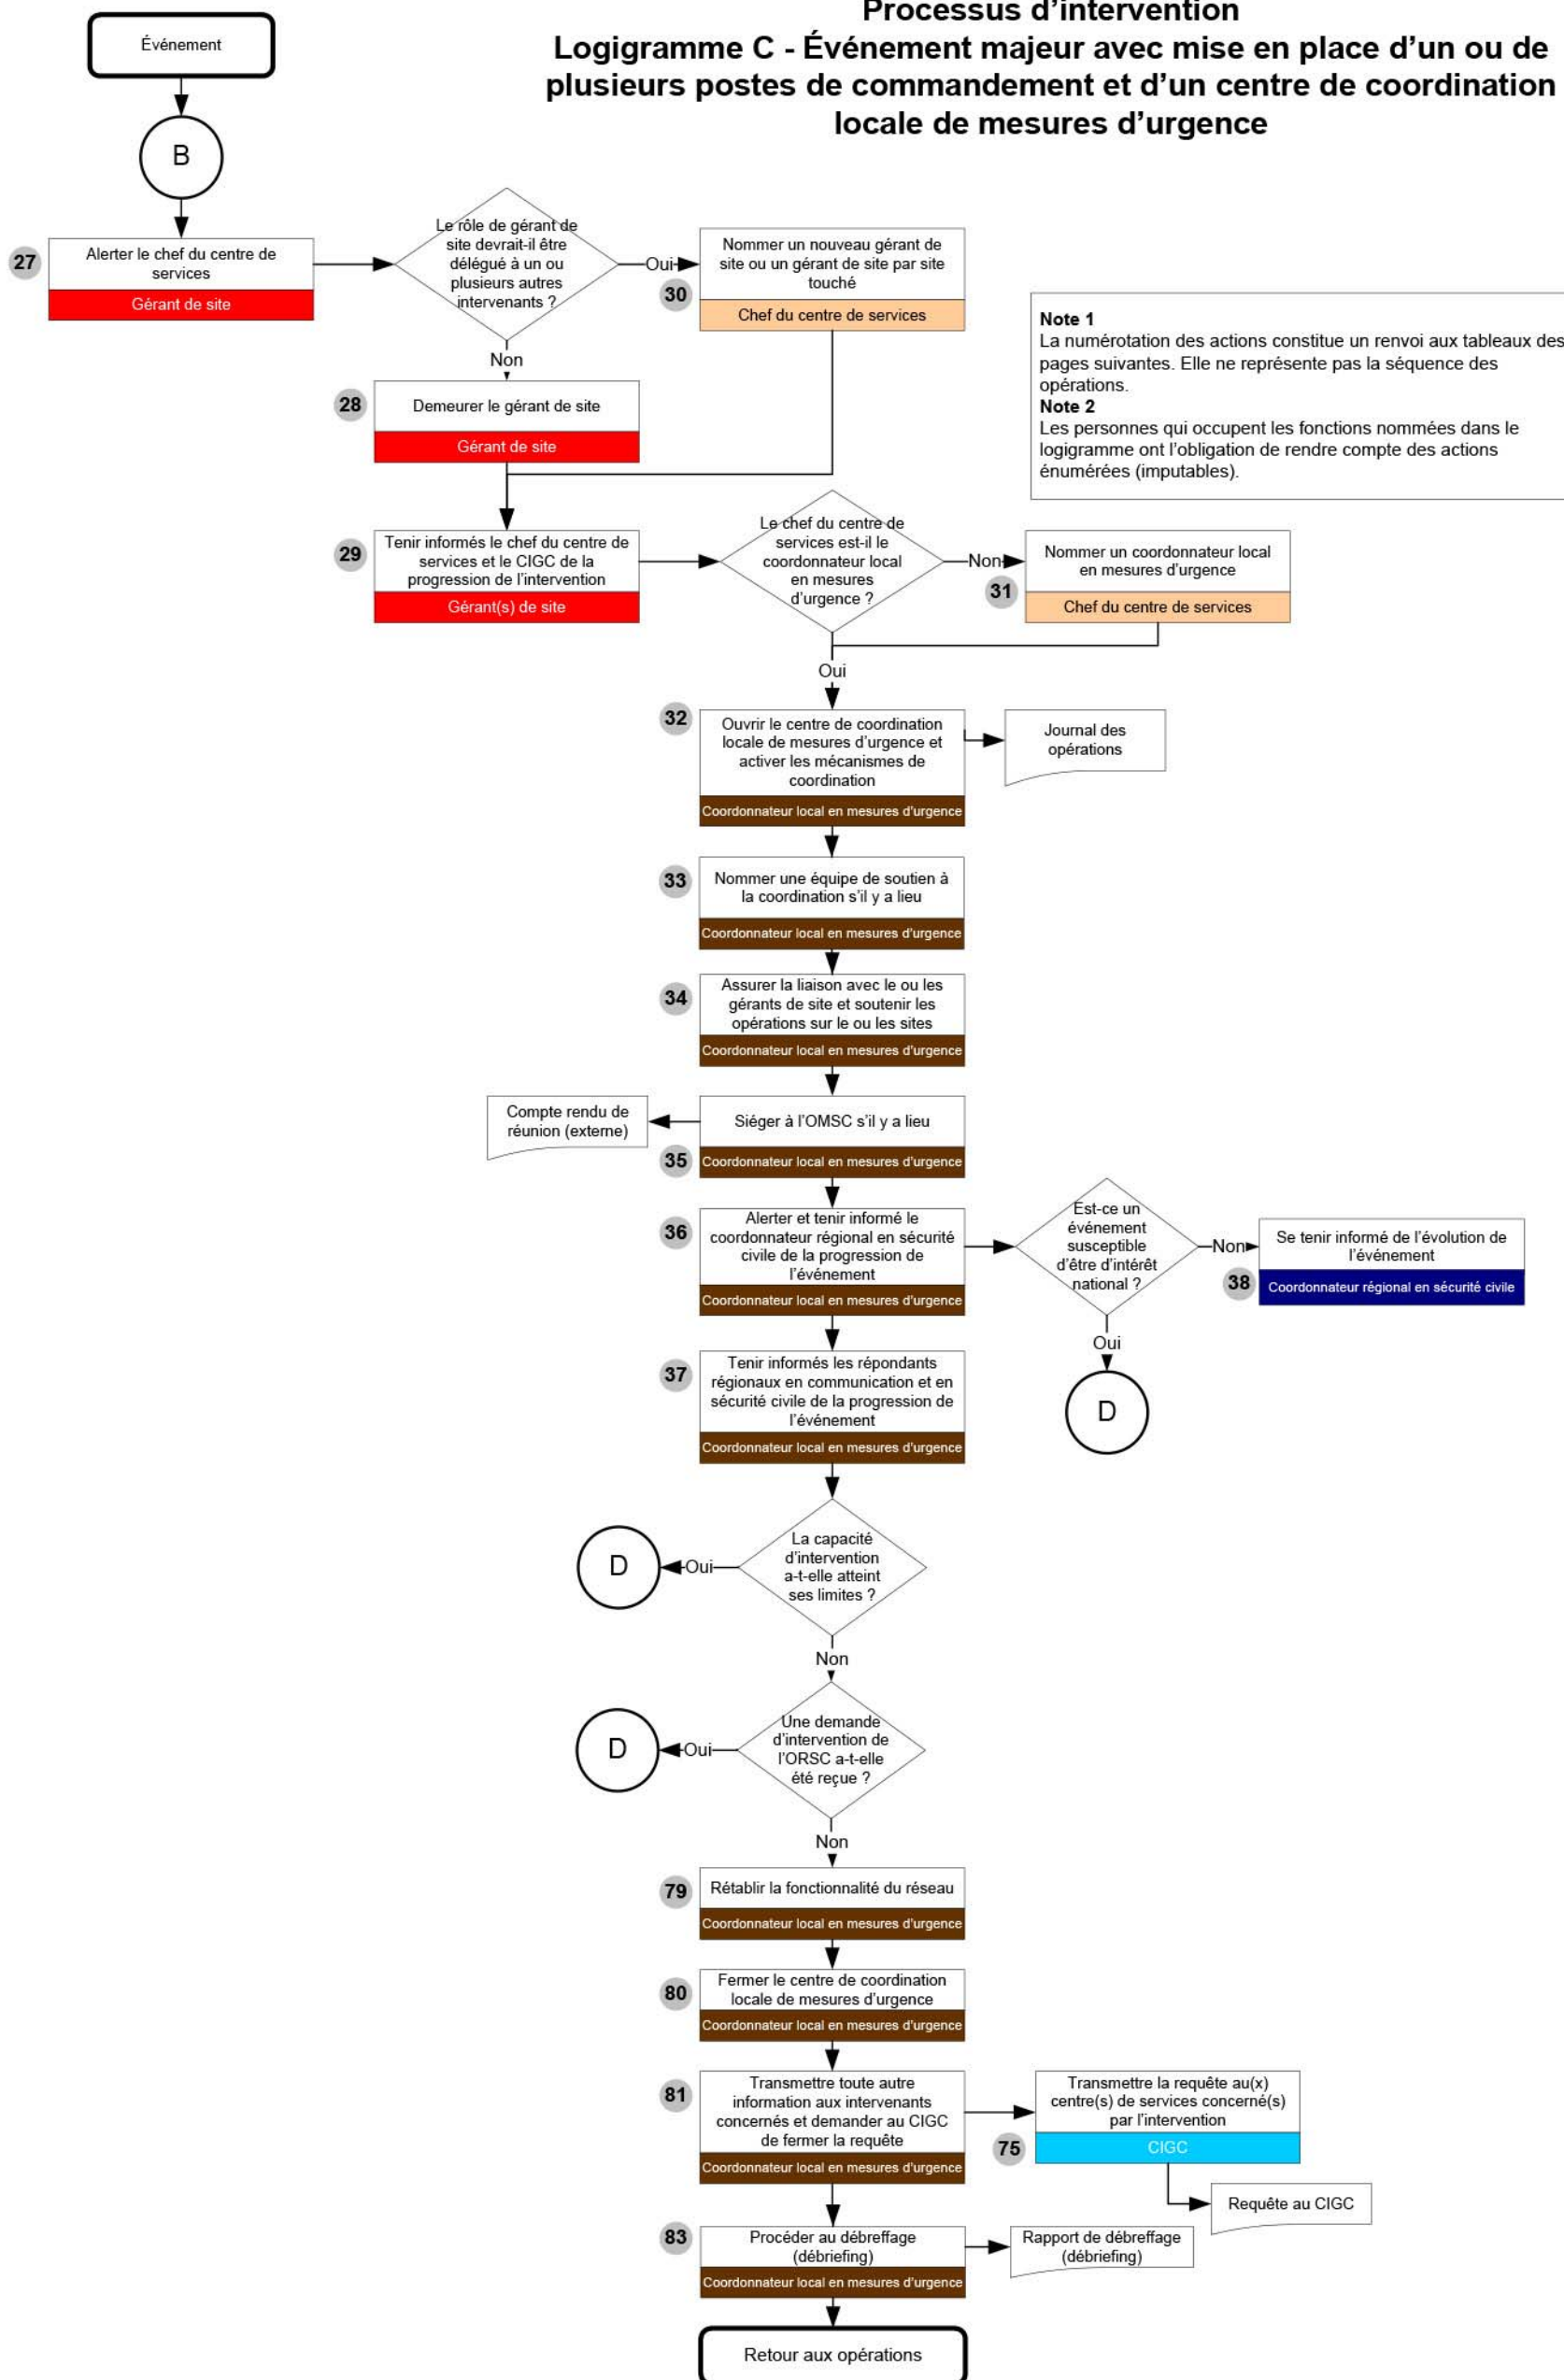 Processus d'intervention
Logigramme C - Événement majeur avec mise en place d'un ou de
plusieurs postes de commandement et d'un centre de coordination
locale de mesures d'urgence
Événement
B
27
Alerter le chef du centre de
services
Gérant de site
Le rôle de gérant de
site devrait-il être
délégué à un ou
plusieurs autres
intervenants ?
Oui
30
Nommer un nouveau gérant de
site ou un gérant de site par site
touché
Chef du centre de services
Note 1
La numérotation des actions constitue un renvoi aux tableaux des
pages suivantes. Elle ne représente pas la séquence des
opérations.
Note 2
Les personnes qui occupent les fonctions nommées dans le
logigramme ont l'obligation de rendre compte des actions
énumérées (imputables).
Non
28
Demeurer le gérant de site
Gérant de site
29
Tenir informés le chef du centre de
services et le CIGC de la
progression de l'intervention
Gérant(s) de site
Le chef du centre de
services est-il le
coordonnateur local
en mesures
d'urgence ?
Non
31
Nommer un coordonnateur local
en mesures d'urgence
Chef du centre de services
Oui
32
Ouvrir le centre de coordination
locale de mesures d'urgence et
activer les mécanismes de
coordination
Coordonnateur local en mesures d'urgence
Journal des
opérations
33
Nommer une équipe de soutien à
la coordination s'il y a lieu
Coordonnateur local en mesures d'urgence
34
Assurer la liaison avec le ou les
gérants de site et soutenir les
opérations sur le ou les sites
Coordonnateur local en mesures d'urgence
Compte rendu de
réunion (externe)
35
Siéger à l'OMSC s'il y a lieu
Coordonnateur local en mesures d'urgence
36
Alerter et tenir informé le
coordonnateur régional en sécurité
civile de la progression de
l'événement
Coordonnateur local en mesures d'urgence
Est-ce un
événement
susceptible
d'être d'intérêt
national ?
Non
38
Se tenir informé de l'évolution de
l'événement
Coordonnateur régional en sécurité civile
Oui
D
37
Tenir informés les répondants
régionaux en communication et en
sécurité civile de la progression de
l'événement
Coordonnateur local en mesures d'urgence
La capacité
d'intervention
a-t-elle atteint
ses limites ?
Oui
D
Non
Une demande
d'intervention de
l'ORSC a-t-elle
été reçue ?
Oui
D
Non
79
Rétablir la fonctionnalité du réseau
Coordonnateur local en mesures d'urgence
80
Fermer le centre de coordination
locale de mesures d'urgence
Coordonnateur local en mesures d'urgence
81
Transmettre toute autre
information aux intervenants
concernés et demander au CIGC
de fermer la requête
Coordonnateur local en mesures d'urgence
75
Transmettre la requête au(x)
centre(s) de services concerné(s)
par l'intervention
CIGC
Requête au CIGC
83
Procéder au débreffage
(débriefing)
Coordonnateur local en mesures d'urgence
Rapport de débreffage
(débriefing)
Retour aux opérations